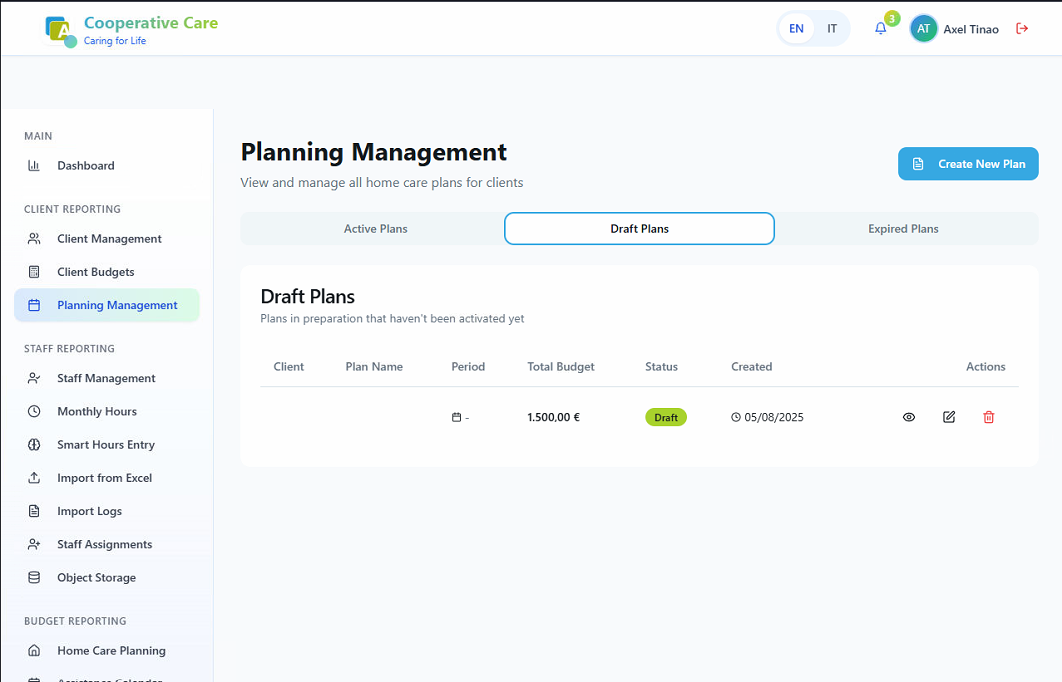 A
Cooperative Care
Caring for Life
EN IT
3
AT
Axel Tinao
MAIN
Dashboard
CLIENT REPORTING
Client Management
Client Budgets
Planning Management
STAFF REPORTING
Staff Management
Monthly Hours
Smart Hours Entry
Import from Excel
Import Logs
Staff Assignments
Object Storage
BUDGET REPORTING
Home Care Planning
Assistance Calendar
Planning Management
View and manage all home care plans for clients
Create New Plan
Active Plans Draft Plans Expired Plans
Draft Plans
Plans in preparation that haven't been activated yet
Client Plan Name Period Total Budget Status Created Actions
- 1.500,00 € Draft 05/08/2025